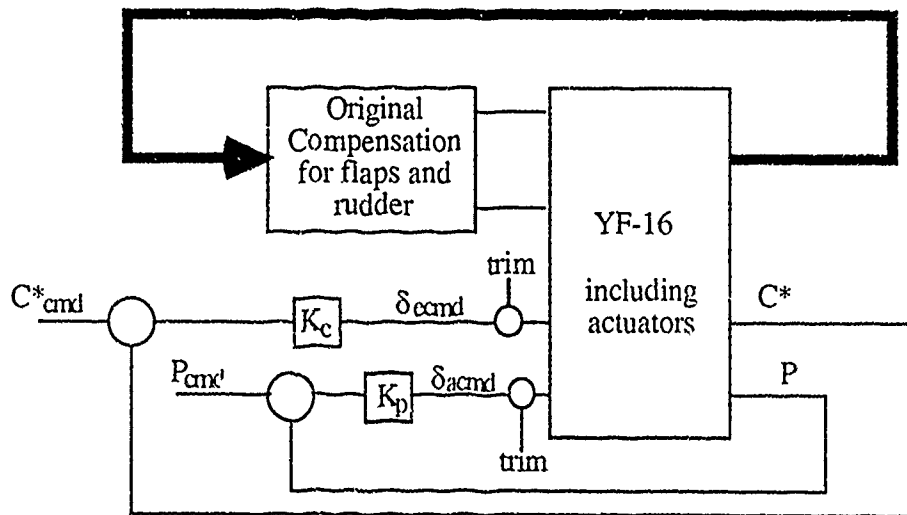 Original
Compensation
for flaps and
rudder
YF-16
including
actuators
trim
C*cmd
Kc
δecmd
C*
Pcmd
Kp
δacmd
P
trim